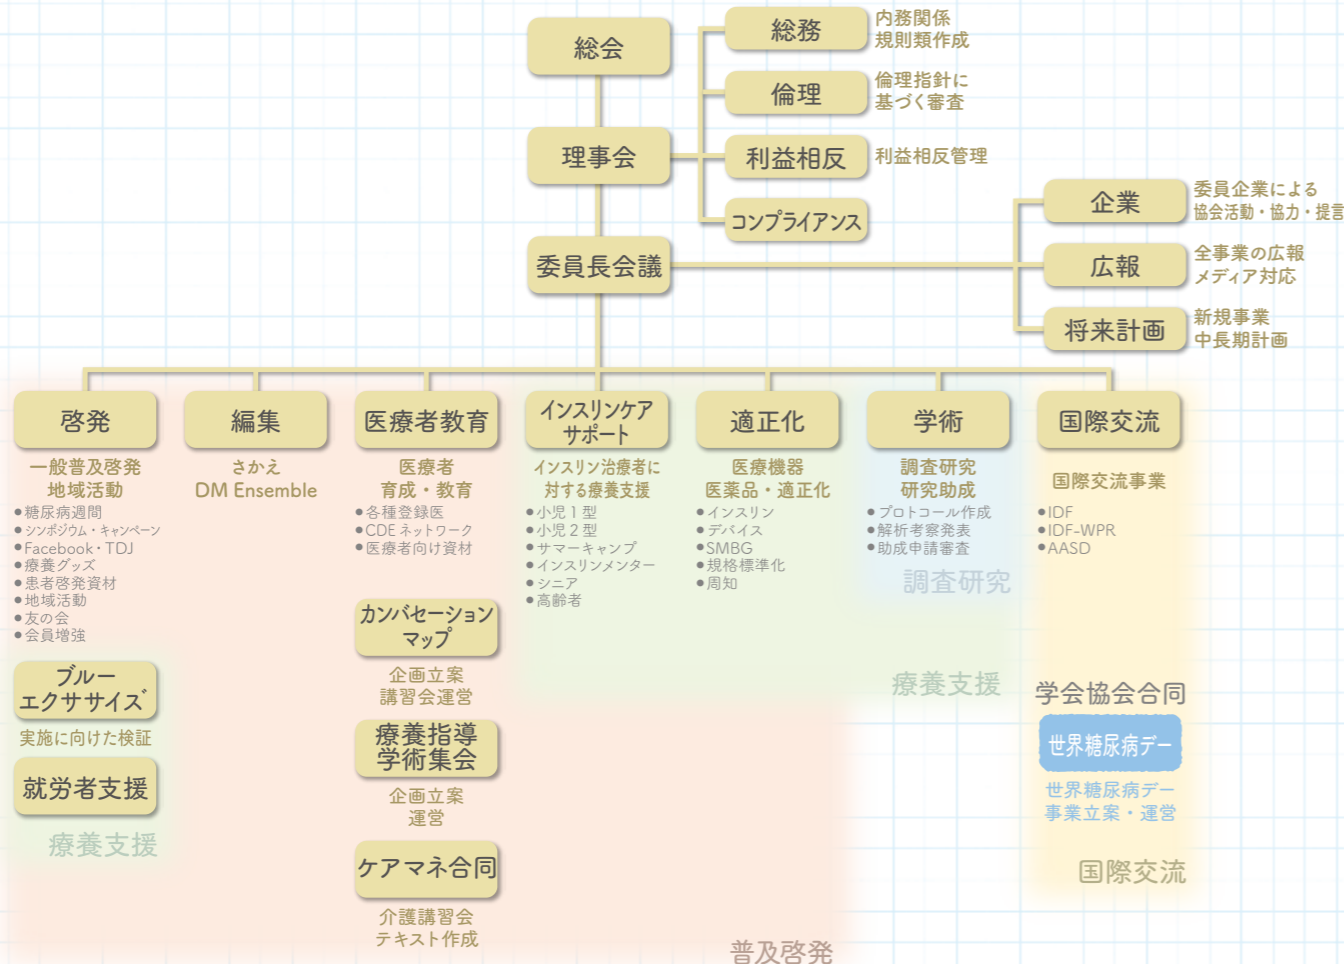 総会
理事会
委員長会議
総務
内務関係
規則類作成
倫理
倫理指針に
基づく審査
利益相反
利益相反管理
コンプライアンス
企業
委員企業による
協会活動・協力・提言
広報
全事業の広報
メディア対応
将来計画
新規事業
中長期計画
啓発
一般普及啓発
地域活動
●糖尿病週間
●シンポジウム・キャンペーン
●Facebook・TDJ
●療養グッズ
●患者啓発資材
●地域活動
●友の会
●会員増強
ブルー
エクササイズ
実施に向けた検証
就労者支援
療養支援
編集
さかえ
DM Ensemble
医療者教育
医療者
育成・教育
●各種登録医
●CDEネットワーク
●医療者向け資材
カンバセーション
マップ
企画立案
講習会運営
療養指導
学術集会
企画立案
運営
ケアマネ合同
介護講習会
テキスト作成
インスリンケア
サポート
インスリン治療者に
対する療養支援
●小児1型
●小児2型
●サマーキャンプ
●インスリンメンター
●シニア
●高齢者
適正化
医療機器
医薬品・適正化
●インスリン
●デバイス
●SMBG
●規格標準化
●周知
学術
調査研究
研究助成
●プロトコール作成
●解析考察発表
●助成申請審査
調査研究
療養支援
国際交流
国際交流事業
●IDF
●IDF-WPR
●AASD
学会協会合同
世界糖尿病デー
世界糖尿病デー
事業立案・運営
国際交流
普及啓発